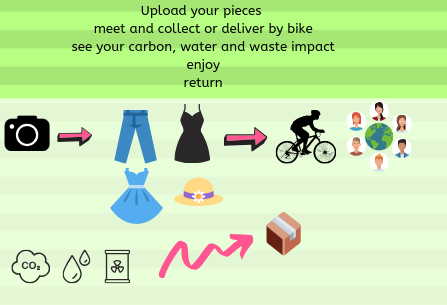 Upload your pieces
meet and collect or deliver by bike
see your carbon, water and waste impact
enjoy
return
CO₂